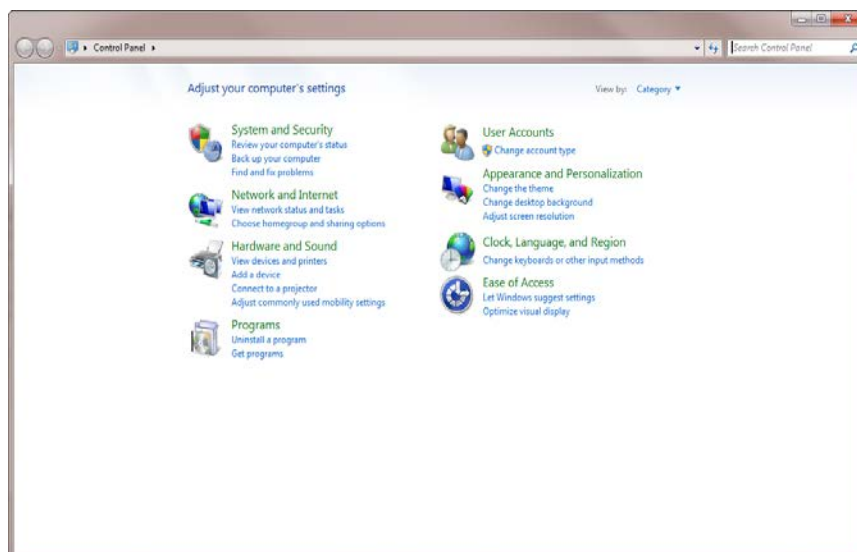 Control Panel
Search Control Panel
Adjust your computer's settings
View by: Category
System and Security
Review your computer's status
Back up your computer
Find and fix problems
Network and Internet
View network status and tasks
Choose homegroup and sharing options
Hardware and Sound
View devices and printers
Add a device
Connect to a projector
Adjust commonly used mobility settings
Programs
Uninstall a program
Get programs
User Accounts
Change account type
Appearance and Personalization
Change the theme
Change desktop background
Adjust screen resolution
Clock, Language, and Region
Change keyboards or other input methods
Ease of Access
Let Windows suggest settings
Optimize visual display